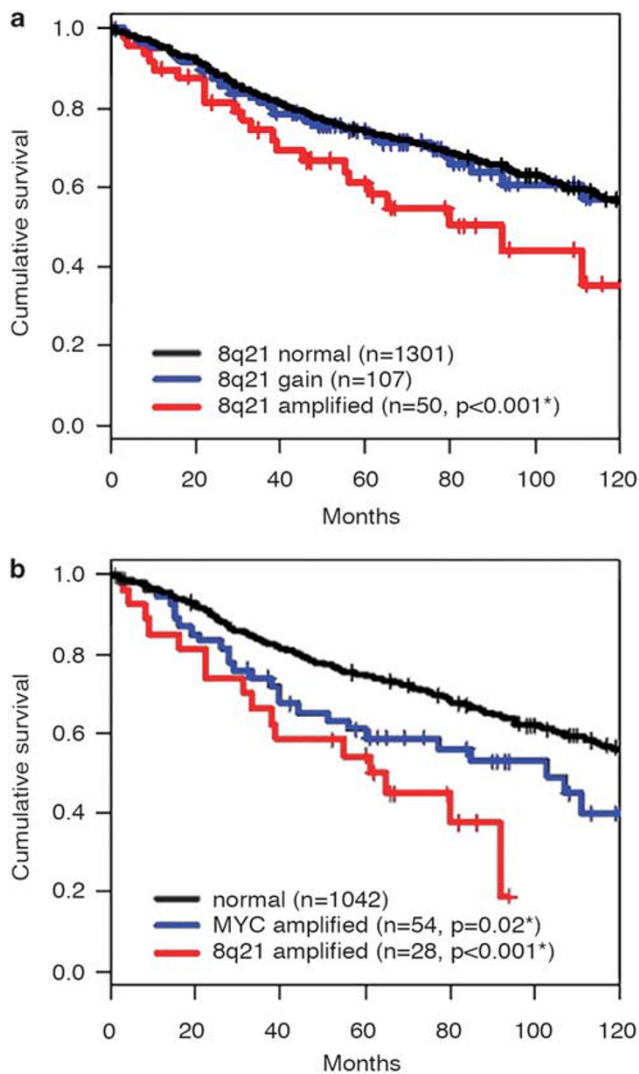 a
1.0
0.8
0.6
0.4
0.2
0.0
Cumulative survival
8q21 normal (n=1301)
8q21 gain (n=107)
8q21 amplified (n=50, p<0.001*)
0 20 40 60 80 100 120
Months
b
1.0
0.8
0.6
0.4
0.2
0.0
Cumulative survival
normal (n=1042)
MYC amplified (n=54, p=0.02*)
8q21 amplified (n=28, p<0.001*)
0 20 40 60 80 100 120
Months